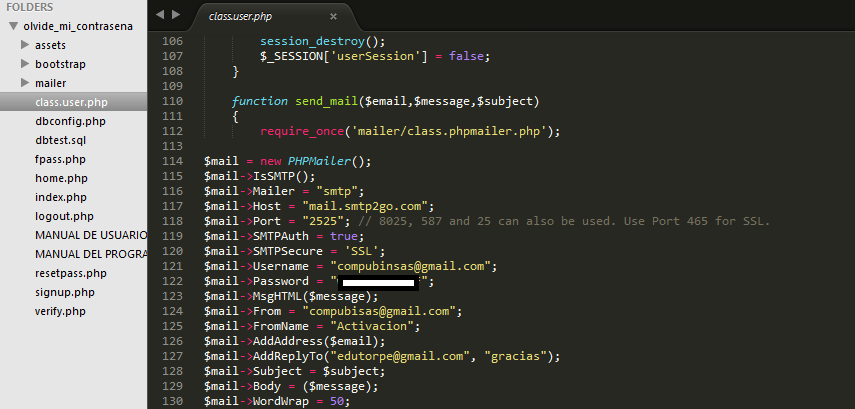 FOLDERS
olvide_mi_contrasena
assets
bootstrap
mailer
class.user.php
dbconfig.php
dbtest.sql
fpass.php
home.php
index.php
logout.php
MANUAL DE USUARIO
MANUAL DEL PROGRA
resetpass.php
signup.php
verify.php
class.user.php ×
106 session_destroy();
107 $_SESSION['userSession'] = false;
108 }
109
110 function send_mail($email,$message,$subject)
111 {
112 require_once('mailer/class.phpmailer.php');
113
114 $mail = new PHPMailer();
115 $mail->IsSMTP();
116 $mail->Mailer = "smtp";
117 $mail->Host = "mail.smtp2go.com";
118 $mail->Port = "2525"; // 8025, 587 and 25 can also be used. Use Port 465 for SSL.
119 $mail->SMTPAuth = true;
120 $mail->SMTPSecure = 'SSL';
121 $mail->Username = "compubinsas@gmail.com";
122 $mail->Password = "";
123 $mail->MsgHTML($message);
124 $mail->From = "compubisas@gmail.com";
125 $mail->FromName = "Activacion";
126 $mail->AddAddress($email);
127 $mail->AddReplyTo("edutorpe@gmail.com", "gracias");
128 $mail->Subject = $subject;
129 $mail->Body = ($message);
130 $mail->WordWrap = 50;